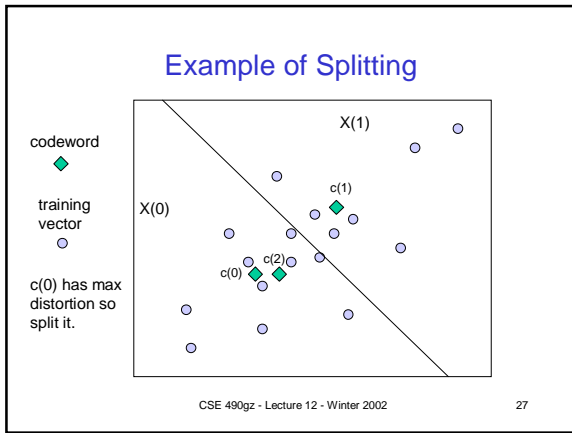 Example of Splitting
codeword
training
vector
c(0) has max
distortion so
split it.
X(1)
c(1)
X(0)
c(2)
c(0)
CSE 490gz - Lecture 12 - Winter 2002
27